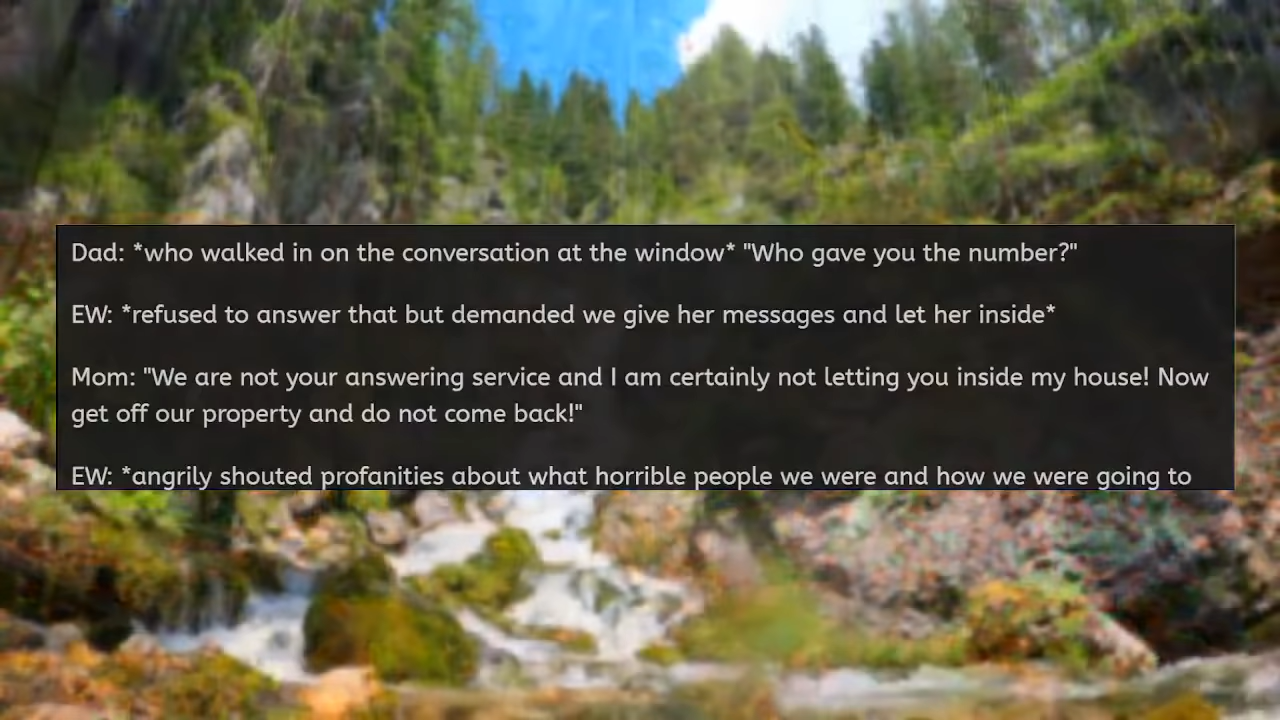 Dad: *who walked in on the conversation at the window* "Who gave you the number?"
EW: *refused to answer that but demanded we give her messages and let her inside*
Mom: "We are not your answering service and I am certainly not letting you inside my house! Now
get off our property and do not come back!"
EW: *angrily shouted profanities about what horrible people we were and how we were going to